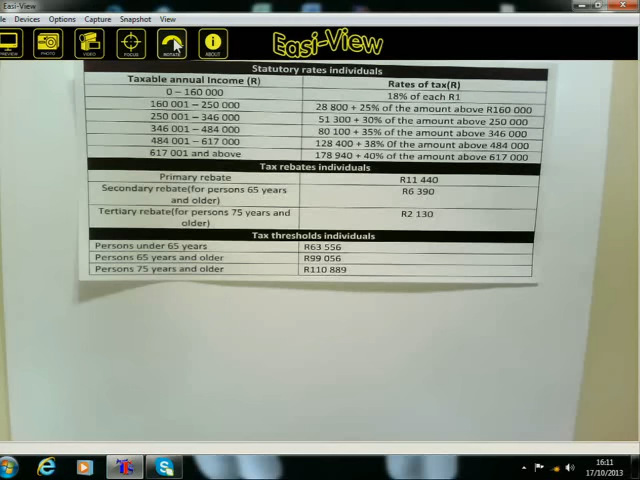 Easi-View
Devices Options Capture Snapshot View
PREVIEW PHOTO VIDEO FOCUS ROTATE ABOUT Easi-View
Statutory rates individuals
Taxable annual Income (R) Rates of tax(R)
0 – 160 000 18% of each R1
160 001 – 250 000 28 800 + 25% of the amount above R160 000
250 001 – 346 000 51 300 + 30% of the amount above 250 000
346 001 – 484 000 80 100 + 35% of the amount above 346 000
484 001 – 617 000 128 400 + 38% of the amount above 484 000
617 001 and above 178 940 + 40% of the amount above 617 000
Tax rebates individuals
Primary rebate R11 440
Secondary rebate(for persons 65 years and older) R6 390
Tertiary rebate(for persons 75 years and older) R2 130
Tax thresholds individuals
Persons under 65 years R63 556
Persons 65 years and older R99 056
Persons 75 years and older R110 889
16:11
17/10/2013